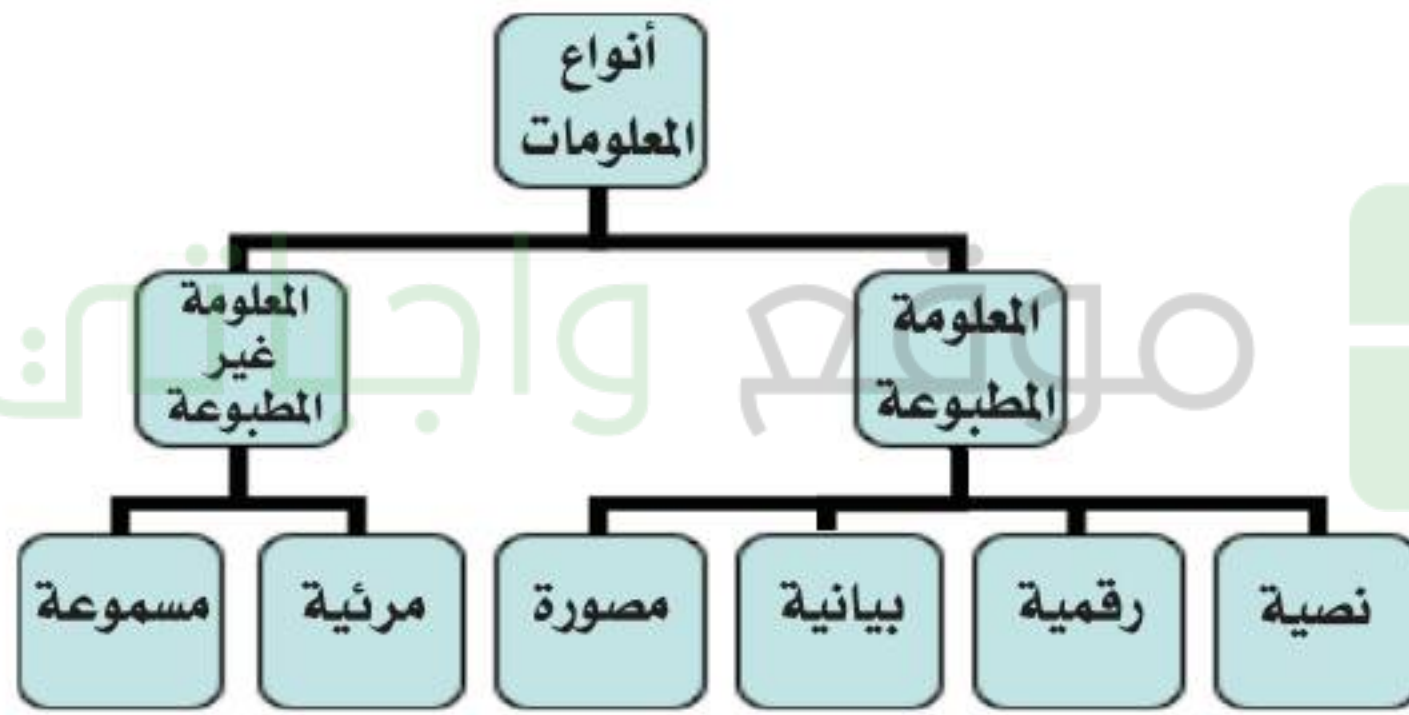 أنواع
المعلومات
المعلومة
المطبوعة
المعلومة
غير
المطبوعة
نصية
رقمية
بيانية
مصورة
مرئية
مسموعة
موقع واجباتي